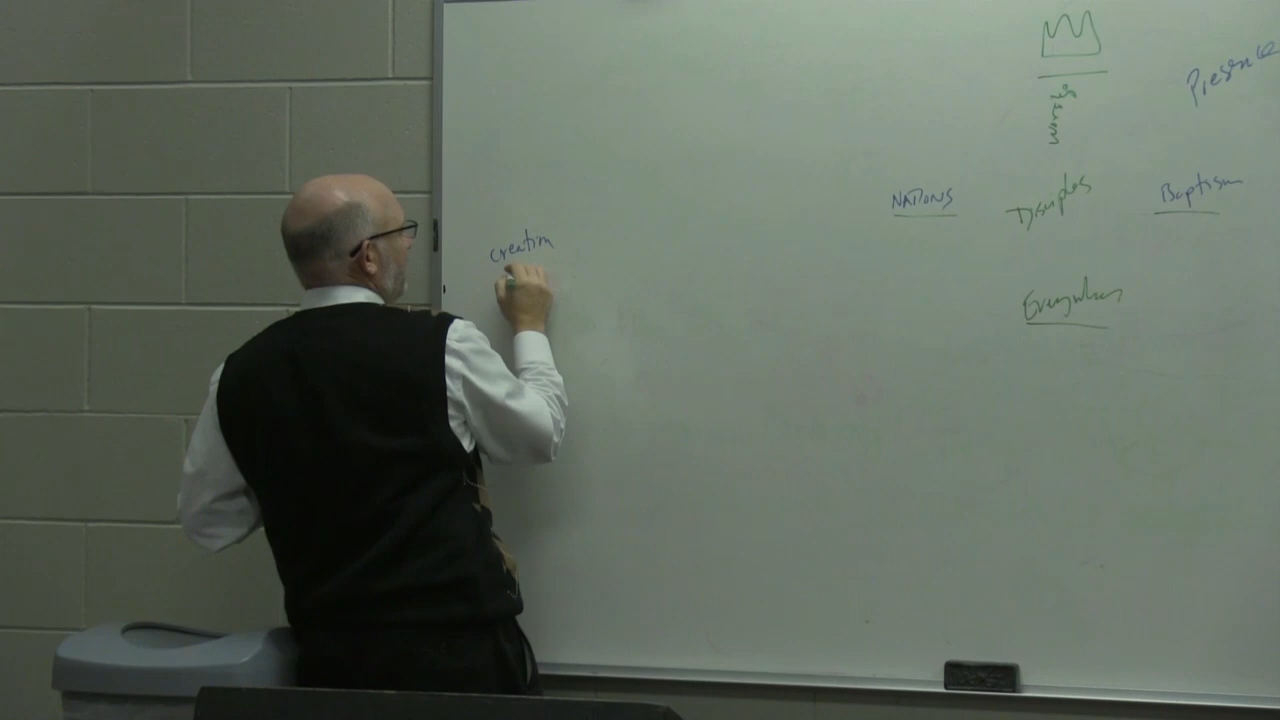 Presence
NATIONS
Disciples
Baptism
creation
Everywhere